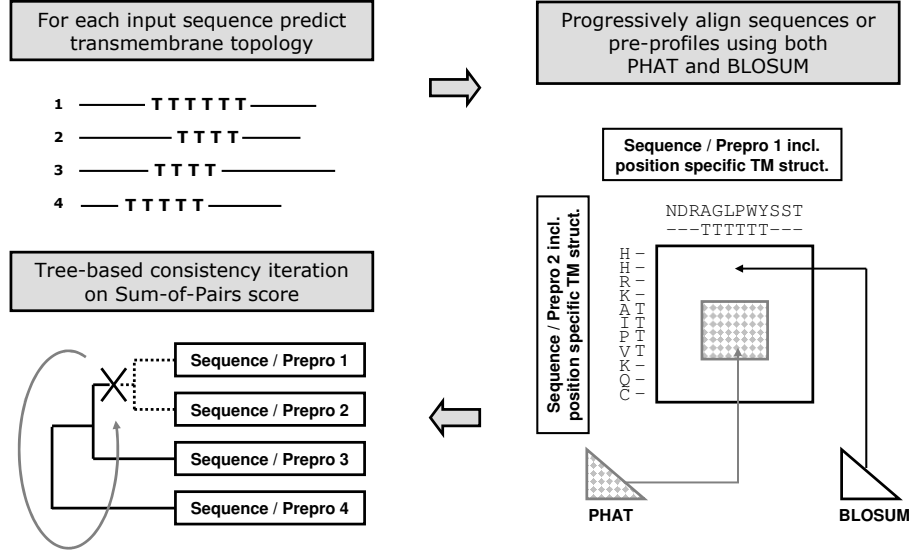 For each input sequence predict
transmembrane topology
1 TTTTTT
2 TTTT
3 TTTT
4 TTTTT
Progressively align sequences or
pre-profiles using both
PHAT and BLOSUM
Sequence / Prepro 1 incl.
position specific TM struct.
Sequence / Prepro 2 incl.
position specific TM struct.
NDRAGLPWYSST
---TTTTTT---
H -
H -
R -
K -
A T
I T
P T
V T
K -
Q -
C -
PHAT
BLOSUM
Tree-based consistency iteration
on Sum-of-Pairs score
Sequence / Prepro 1
Sequence / Prepro 2
Sequence / Prepro 3
Sequence / Prepro 4